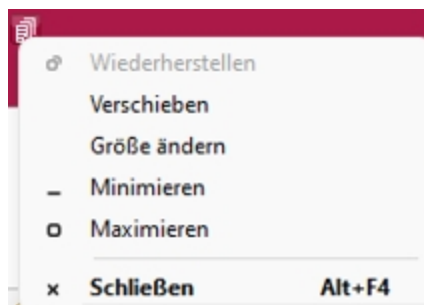 Wiederherstellen
Verschieben
Größe ändern
Minimieren
Maximieren
Schließen Alt+F4